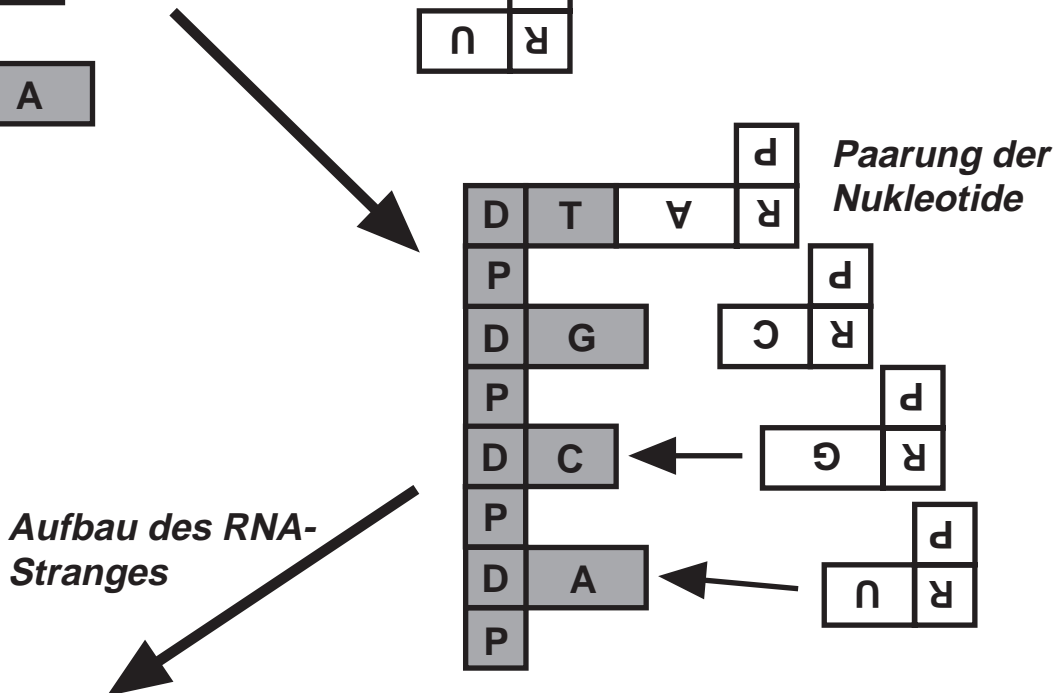 U R
A
P
Paarung der
Nukleotide
D T A R
P P
D G C R
P P
D C G R
P P
Aufbau des RNA-
Stranges
D A U R
P